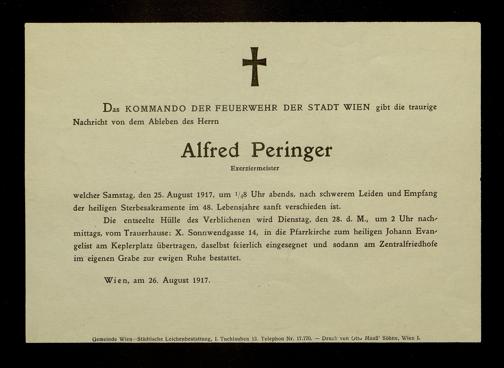 Das KOMMANDO DER FEUERWEHR DER STADT WIEN gibt die traurige
Nachricht von dem Ableben des Herrn
Alfred Peringer
Exerziermeister
welcher Samstag, den 25. August 1917, um 1/48 Uhr abends, nach schwerem Leiden und Empfang
der heiligen Sterbesakramente im 48. Lebensjahre sanft verschieden ist.
Die entseelte Hülle des Verblichenen wird Dienstag, den 28. d. M., um 2 Uhr nach-
mittags, vom Trauerhause: X. Sonnwendgasse 14, in die Pfarrkirche zum heiligen Johann Evan-
gelist am Keplerplatz übertragen, daselbst feierlich eingesegnet und sodann am Zentralfriedhofe
im eigenen Grabe zur ewigen Ruhe bestattet.
Wien, am 26. August 1917.
Gemeinde Wien—Städtische Leichenbestattung, I. Tuchlauben 13. Telephon Nr. 17.770. — Druck von Otto Maaß' Söhne, Wien I.